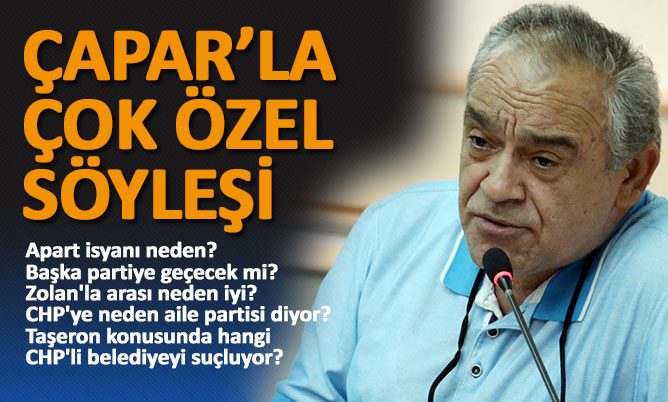 ÇAPAR’LA
ÇOK ÖZEL
SÖYLEŞİ
Apart isyanı neden?
Başka partiye geçecek mi?
Zolan'la arası neden iyi?
CHP'ye neden aile partisi diyor?
Taşeron konusunda hangi
CHP'li belediyeyi suçluyor?